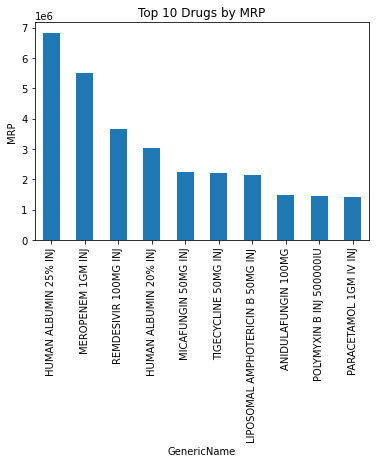 Top 10 Drugs by MRP
1e6
7
6
5
4
3
2
1
0
MRP
HUMAN ALBUMIN 25% INJ
MEROPENEM 1GM INJ
REMDESIVIR 100MG INJ
HUMAN ALBUMIN 20% INJ
MICAFUNGIN 50MG INJ
TIGECYCLINE 50MG INJ
LIPOSOMAL AMPHOTERICIN B 50MG INJ
ANIDULAFUNGIN 100MG
POLYMYXIN B INJ 500000IU
PARACETAMOL 1GM IV INJ
GenericName